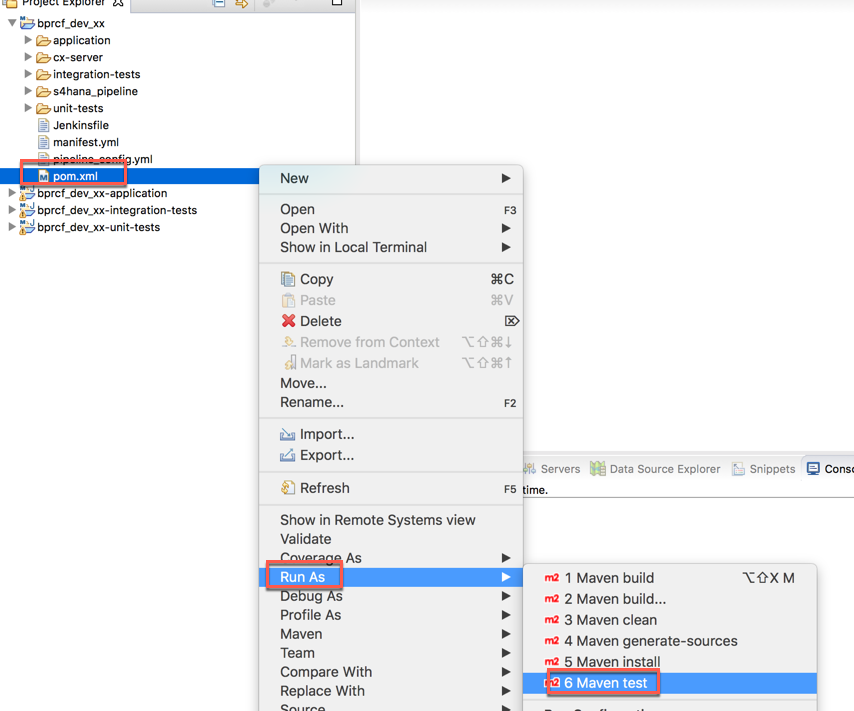 Project Explorer
bprcf_dev_xx
application
cx-server
integration-tests
s4hana_pipeline
unit-tests
Jenkinsfile
manifest.yml
pipeline_config.yml
pom.xml
bprcf_dev_xx-application
bprcf_dev_xx-integration-tests
bprcf_dev_xx-unit-tests
New
Open F3
Open With
Show in Local Terminal
Copy ⌘C
Paste ⌘V
Delete ⌦
Remove from Context ⌥⇧⌘↓
Mark as Landmark ⌥⇧⌘↑
Move...
Rename... F2
Import...
Export...
Refresh F5
Show in Remote Systems view
Validate
Coverage As
Run As
Debug As
Profile As
Maven
Team
Compare With
Replace With
Source
Servers Data Source Explorer Snippets Conso
time.
m2 1 Maven build ⌥⇧X M
m2 2 Maven build...
m2 3 Maven clean
m2 4 Maven generate-sources
m2 5 Maven install
m2 6 Maven test